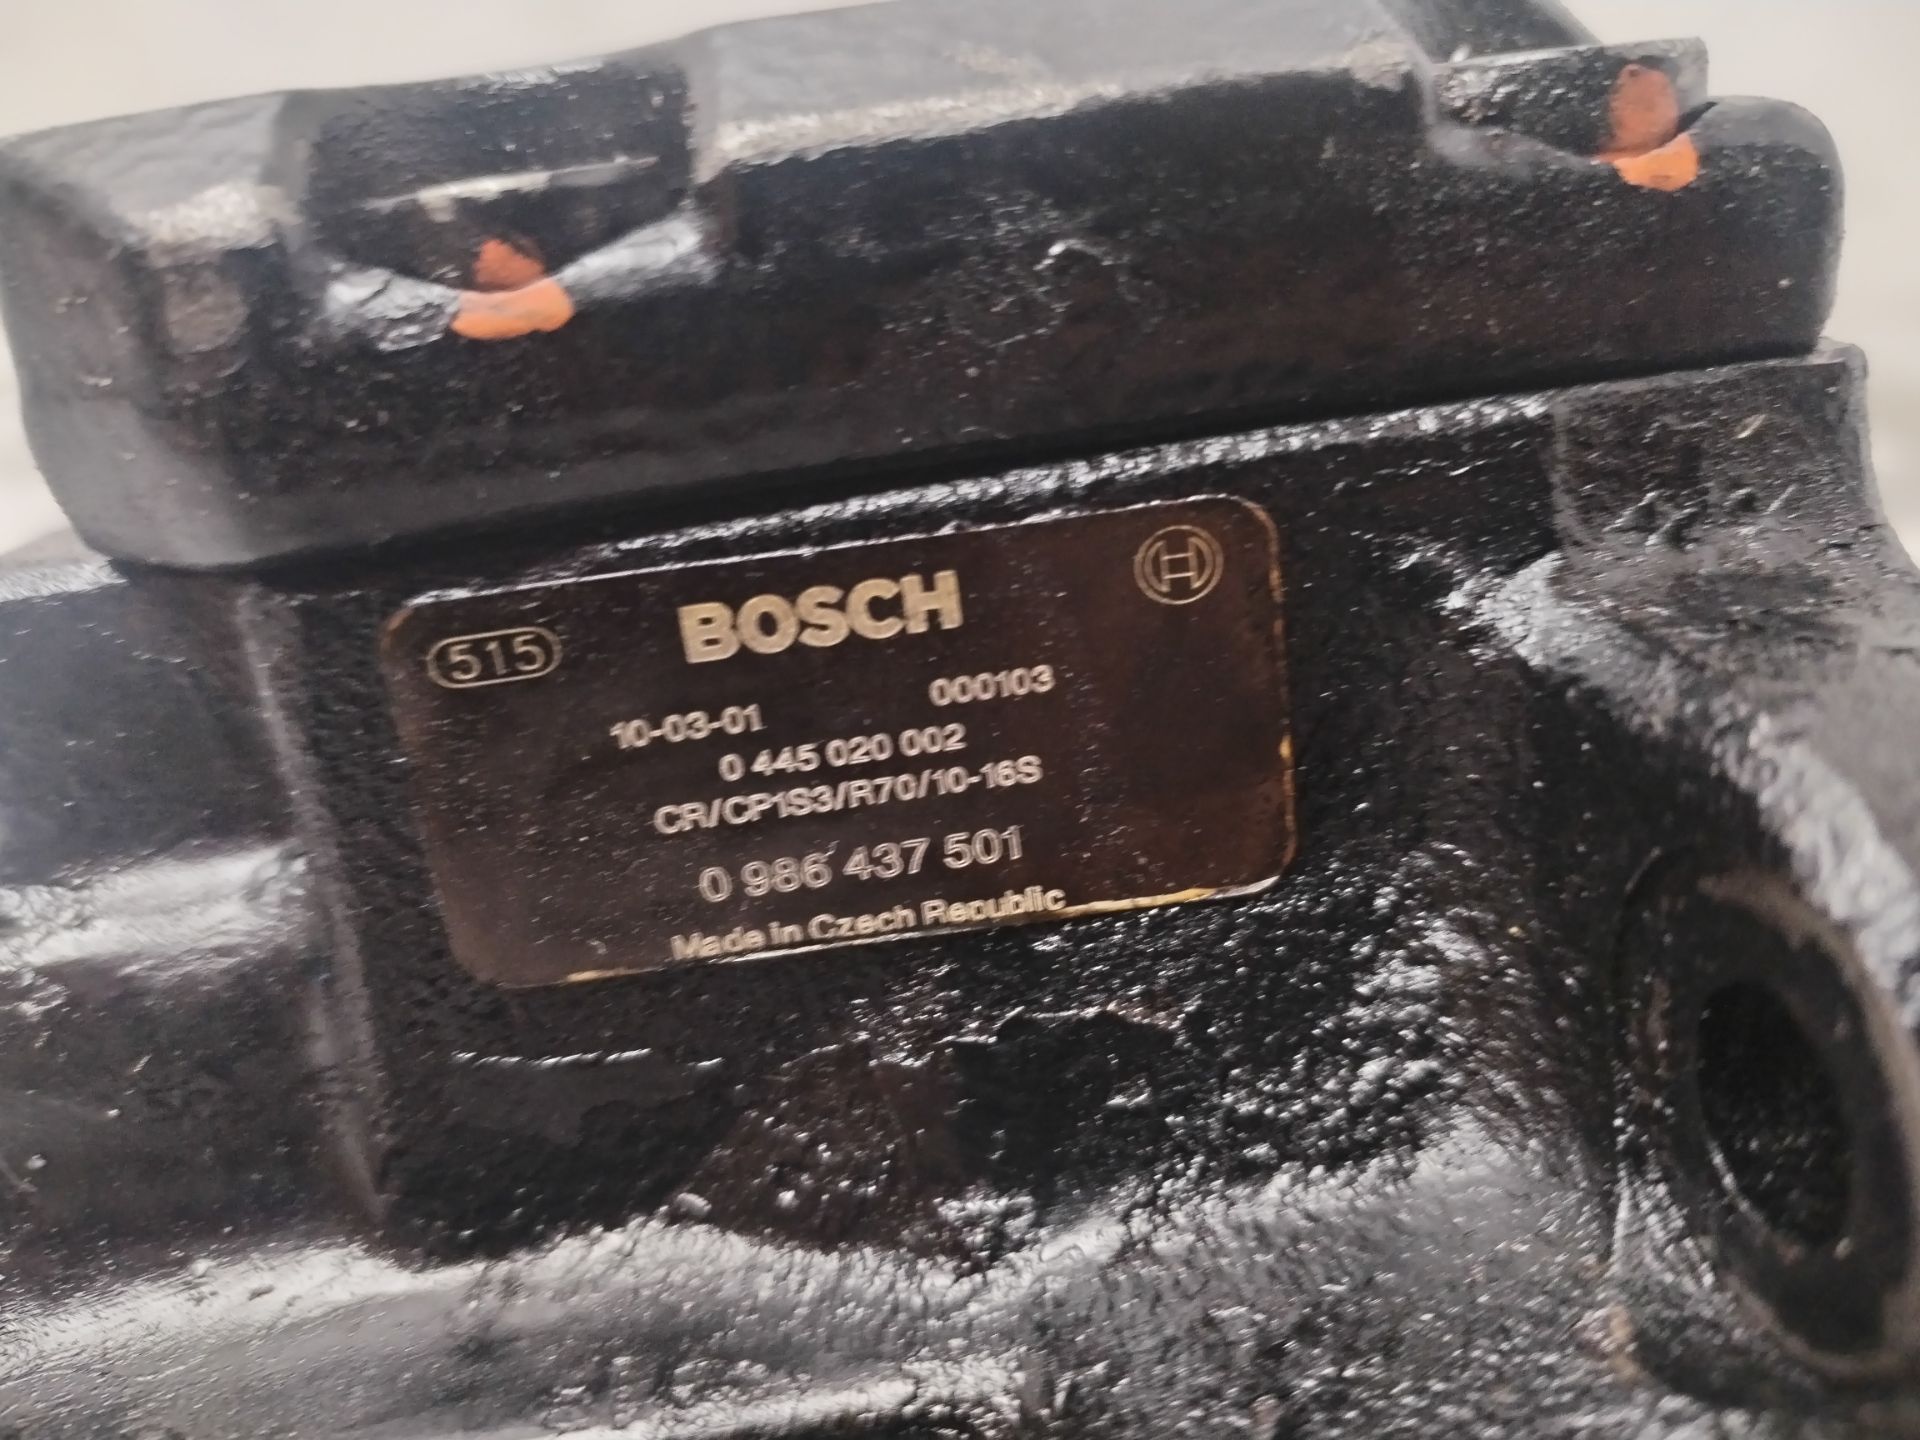 515 BOSCH
10-03-01 000103
0 445 020 002
CR/CP1S3/R70/10-16S
0 986 437 501
Made in Czech Republic